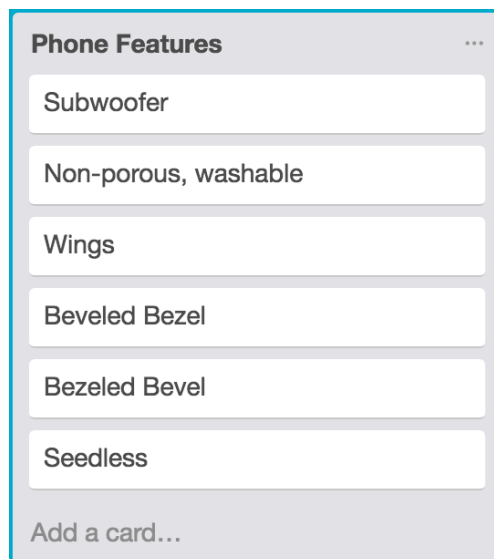 Phone Features
Subwoofer
Non-porous, washable
Wings
Beveled Bezel
Bezeled Bevel
Seedless
Add a card…